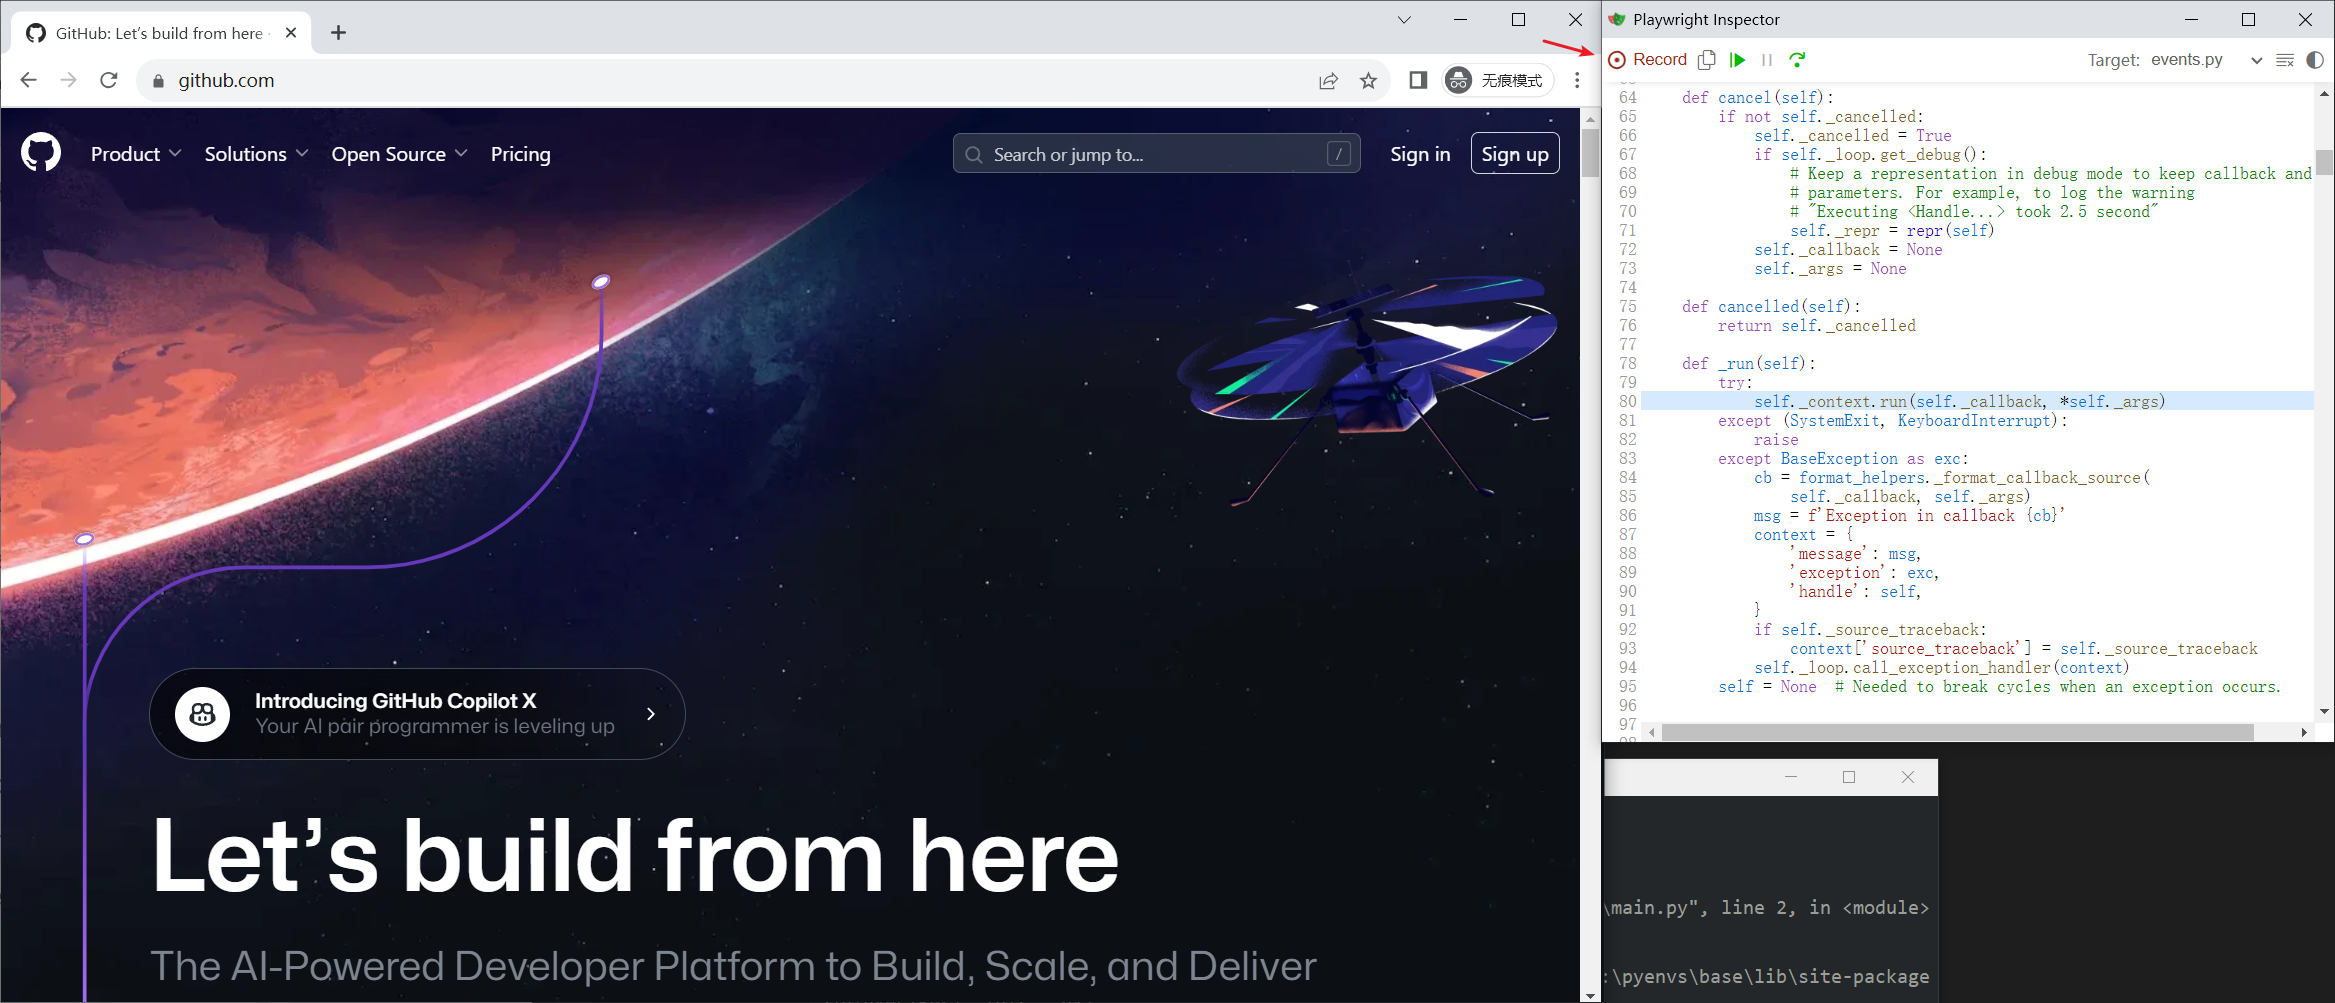 GitHub: Let's build from here ·
github.com
无痕模式
Product
Solutions
Open Source
Pricing
Search or jump to...
/
Sign in
Sign up
Introducing GitHub Copilot X
Your AI pair programmer is leveling up
Let's build from here
The AI-Powered Developer Platform to Build, Scale, and Deliver
Playwright Inspector
Record
Target: events.py
64 def cancel(self):
65 if not self._cancelled:
66 self._cancelled = True
67 if self._loop.get_debug():
68 # Keep a representation in debug mode to keep callback and
69 # parameters. For example, to log the warning
70 # "Executing <Handle...> took 2.5 second"
71 self._repr = repr(self)
72 self._callback = None
73 self._args = None
74
75 def cancelled(self):
76 return self._cancelled
77
78 def _run(self):
79 try:
80 self._context.run(self._callback, *self._args)
81 except (SystemExit, KeyboardInterrupt):
82 raise
83 except BaseException as exc:
84 cb = format_helpers._format_callback_source(
85 self._callback, self._args)
86 msg = f'Exception in callback {cb}'
87 context = {
88 'message': msg,
89 'exception': exc,
90 'handle': self,
91 }
92 if self._source_traceback:
93 context['source_traceback'] = self._source_traceback
94 self._loop.call_exception_handler(context)
95 self = None # Needed to break cycles when an exception occurs.
96
97
\main.py", line 2, in <module>
:\pyenvs\base\lib\site-package